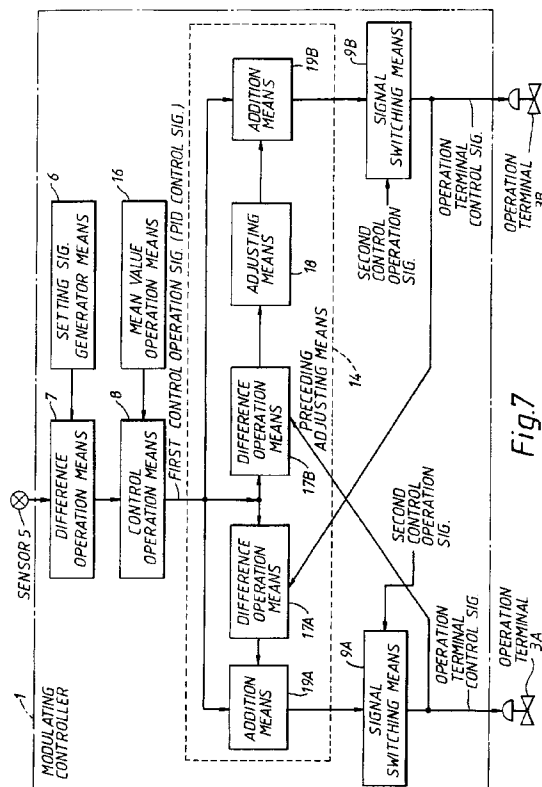 1
MODULATING
CONTROLLER
SENSOR 5
7
DIFFERENCE
OPERATION MEANS
6
SETTING SIG.
GENERATOR MEANS
8
CONTROL
OPERATION MEANS
16
MEAN VALUE
OPERATION MEANS
FIRST CONTROL OPERATION SIG. (PID CONTROL SIG.)
ADDITION
MEANS
19A
DIFFERENCE
OPERATION
MEANS
17A
DIFFERENCE
OPERATION
MEANS
17B
ADJUSTING
MEANS
18
ADDITION
MEANS
19B
PRECEDING
ADJUSTING MEANS
14
9A
SIGNAL
SWITCHING MEANS
SECOND
CONTROL
OPERATION
SIG.
SECOND
CONTROL
OPERATION
SIG.
9B
SIGNAL
SWITCHING MEANS
OPERATION
TERMINAL
CONTROL SIG.
OPERATION
TERMINAL
3A
OPERATION
TERMINAL
CONTROL SIG.
OPERATION
TERMINAL
3B
Fig.7